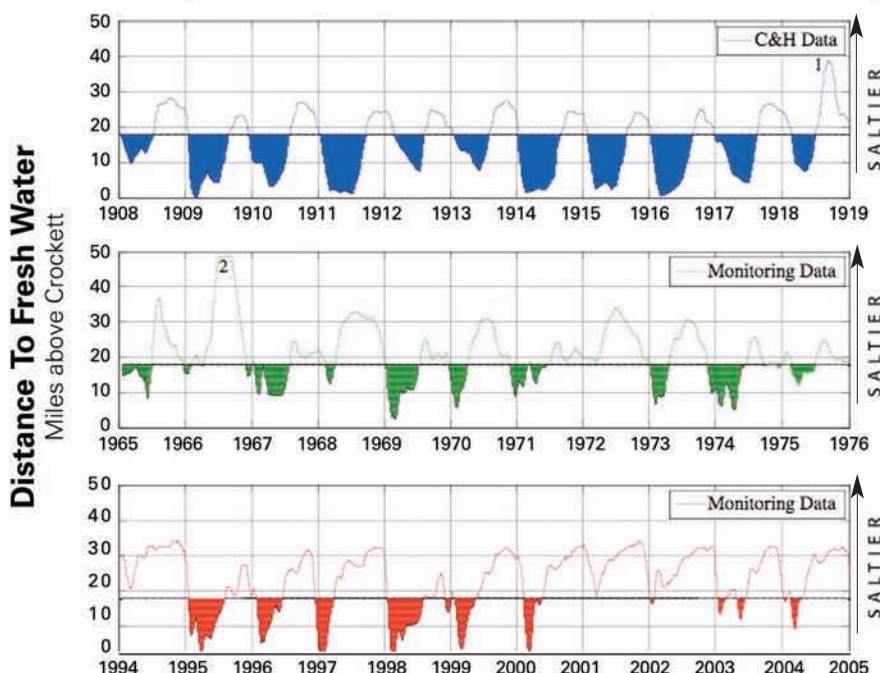 Distance To Fresh Water
Miles above Crockett
50
40
30
20
10
0
C&H Data
1
SALTIER
1908 1909 1910 1911 1912 1913 1914 1915 1916 1917 1918 1919
50
40
30
20
10
0
Monitoring Data
2
SALTIER
1965 1966 1967 1968 1969 1970 1971 1972 1973 1974 1975 1976
50
40
30
20
10
0
Monitoring Data
SALTIER
1994 1995 1996 1997 1998 1999 2000 2001 2002 2003 2004 2005